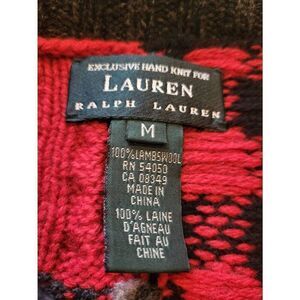 EXCLUSIVE HAND KNIT FOR
LAUREN
RALPH LAUREN
M
100% LAMBSWOOL
RN 54050
CA 08349
MADE IN
CHINA
100% LAINE
D'AGNEAU
FAIT AU
CHINE